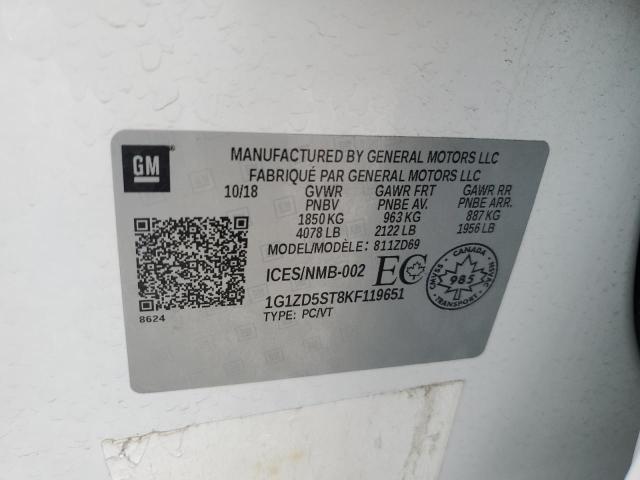 GM
MANUFACTURED BY GENERAL MOTORS LLC
FABRIQUÉ PAR GENERAL MOTORS LLC
10/18 GVWR GAWR FRT GAWR RR
PNBV PNBE AV. PNBE ARR.
1850 KG 963 KG 887 KG
4078 LB 2122 LB 1956 LB
MODEL/MODÈLE: 811ZD69
ICES/NMB-002 EC
1G1ZD5ST8KF119651
TYPE: PC/VT
8624
CANADA
985
TRANSPORT
CMVSS
NSVAC